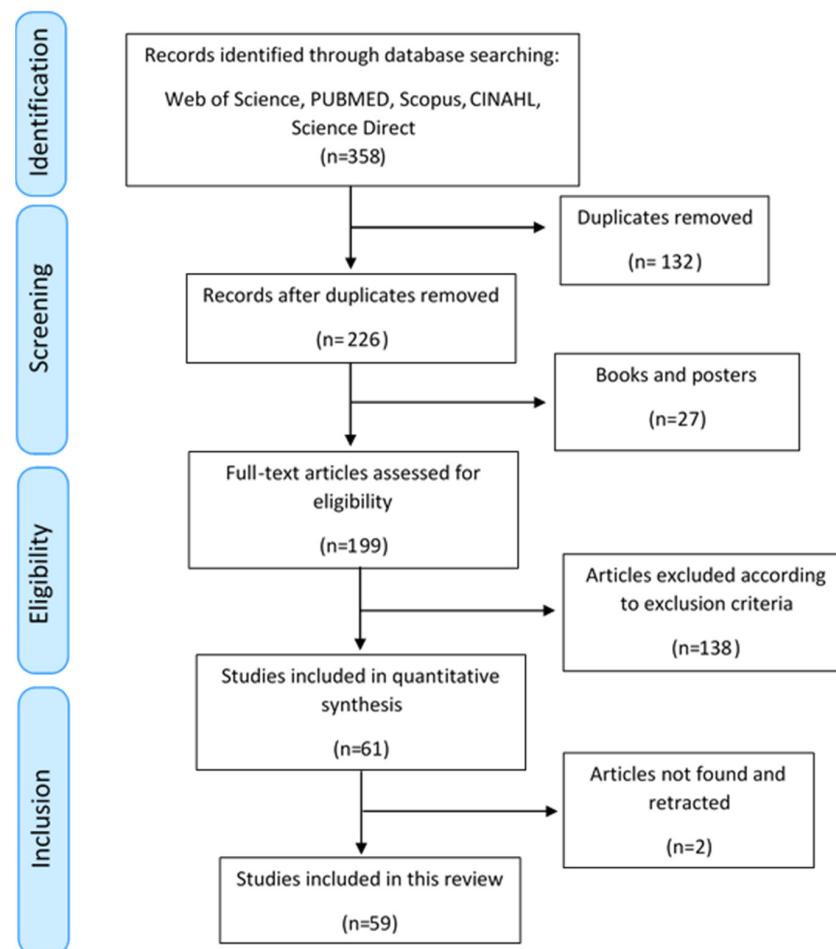 Identification
Records identified through database searching:
Web of Science, PUBMED, Scopus, CINAHL,
Science Direct
(n=358)
Duplicates removed
(n= 132)
Screening
Records after duplicates removed
(n= 226)
Books and posters
(n=27)
Eligibility
Full-text articles assessed for
eligibility
(n=199)
Articles excluded according
to exclusion criteria
(n=138)
Inclusion
Studies included in quantitative
synthesis
(n=61)
Articles not found and
retracted
(n=2)
Studies included in this review
(n=59)